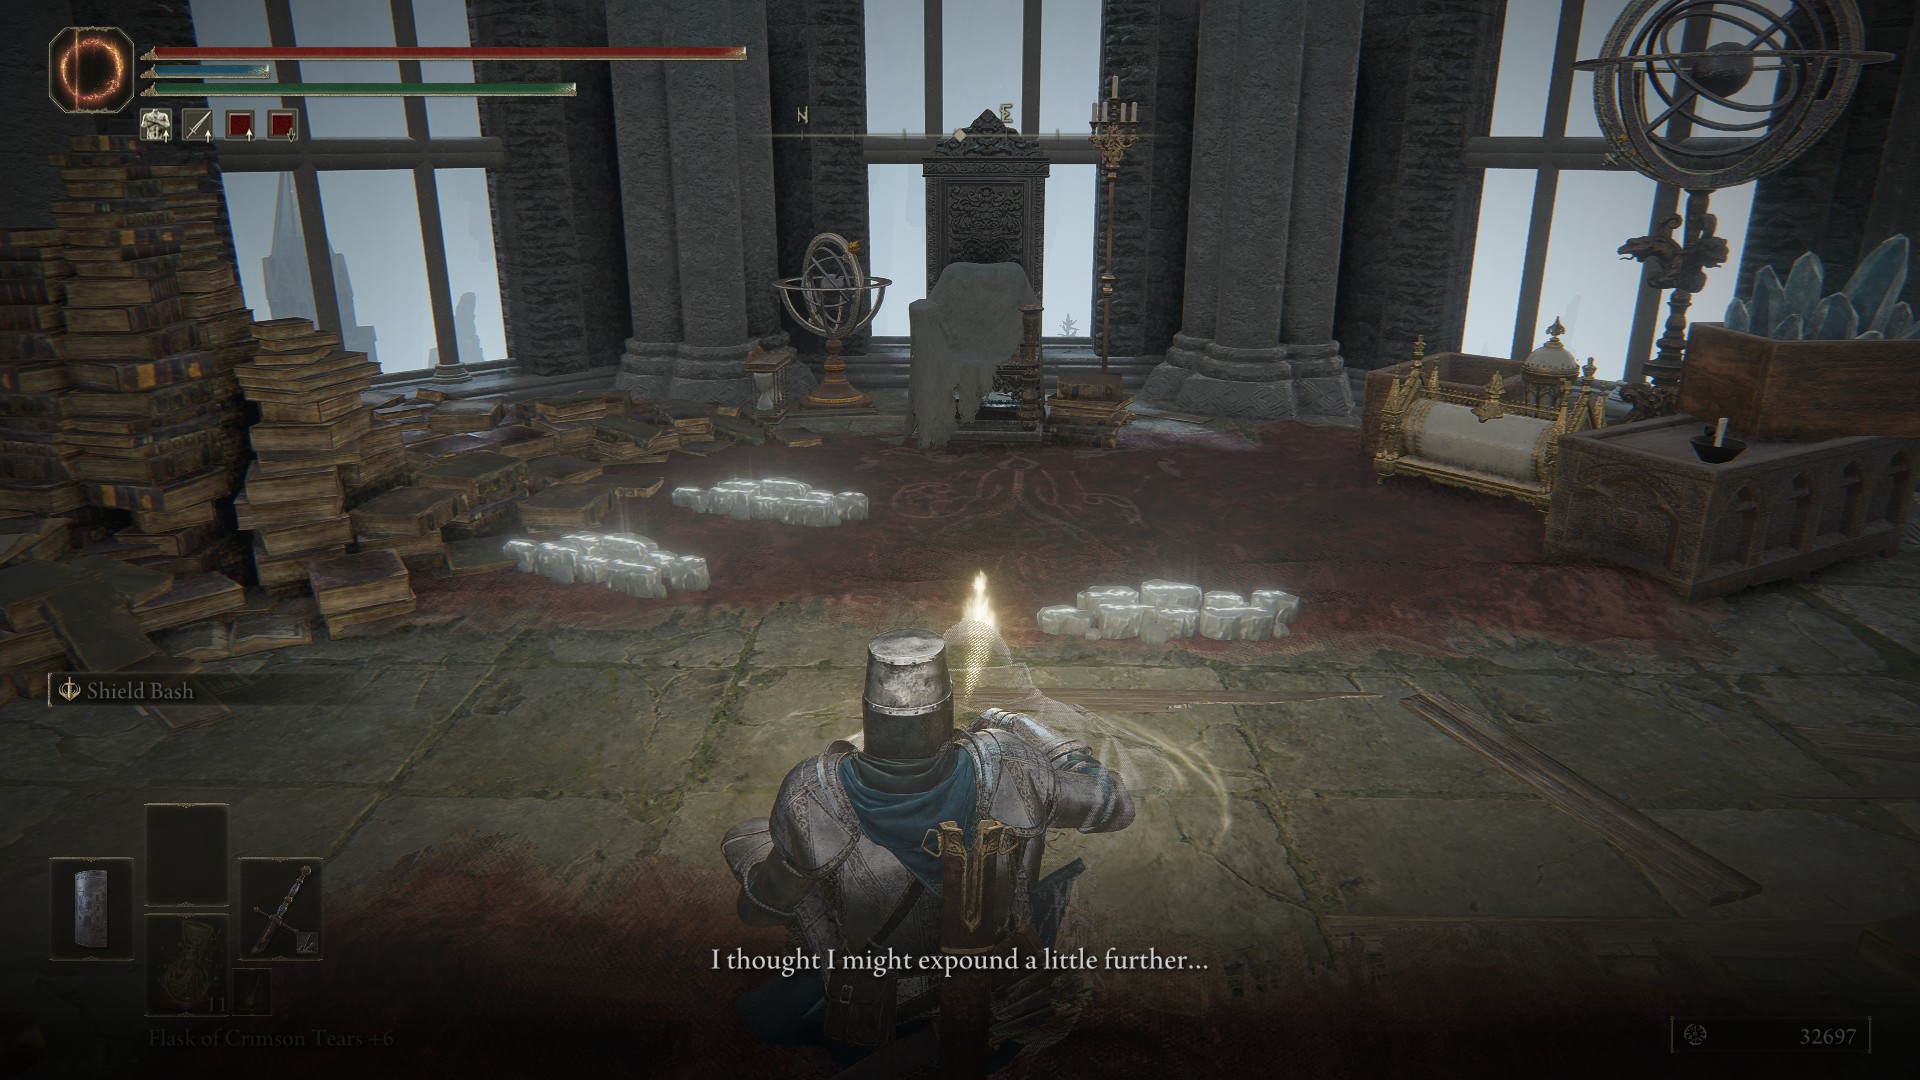 N
E
Shield Bash
I thought I might expound a little further...
11
Flask of Crimson Tears +6
32697